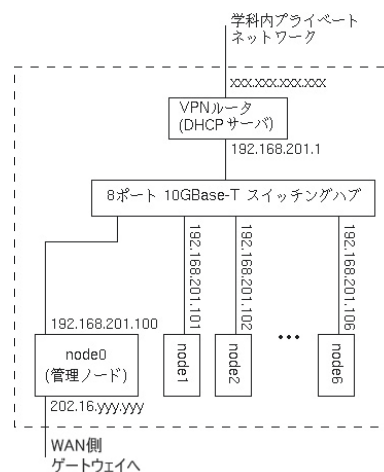 学科内プライベート
ネットワーク
xxx.xxx.xxx.xxx
VPNルータ
(DHCPサーバ)
192.168.201.1
8ポート 10GBase-T スイッチングハブ
192.168.201.100
192.168.201.101
192.168.201.102
192.168.201.106
node0
(管理ノード)
node1
node2
…
node6
202.16.yyy.yyy
WAN側
ゲートウェイへ